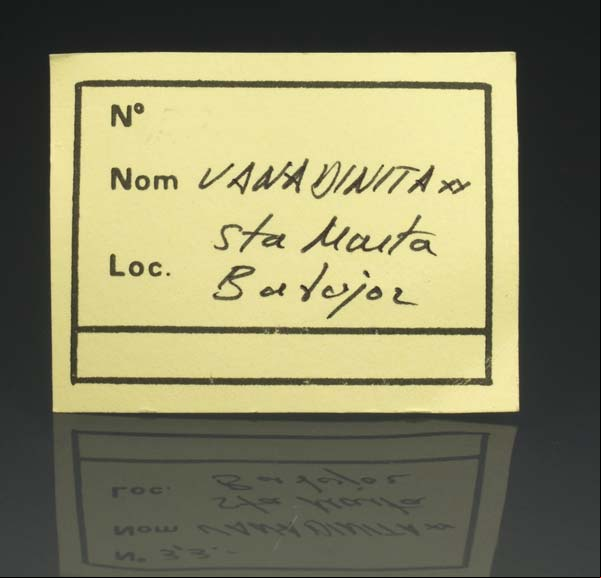 Nº
Nom VANADINITA xx
Loc. Sta Marta
Badajoz